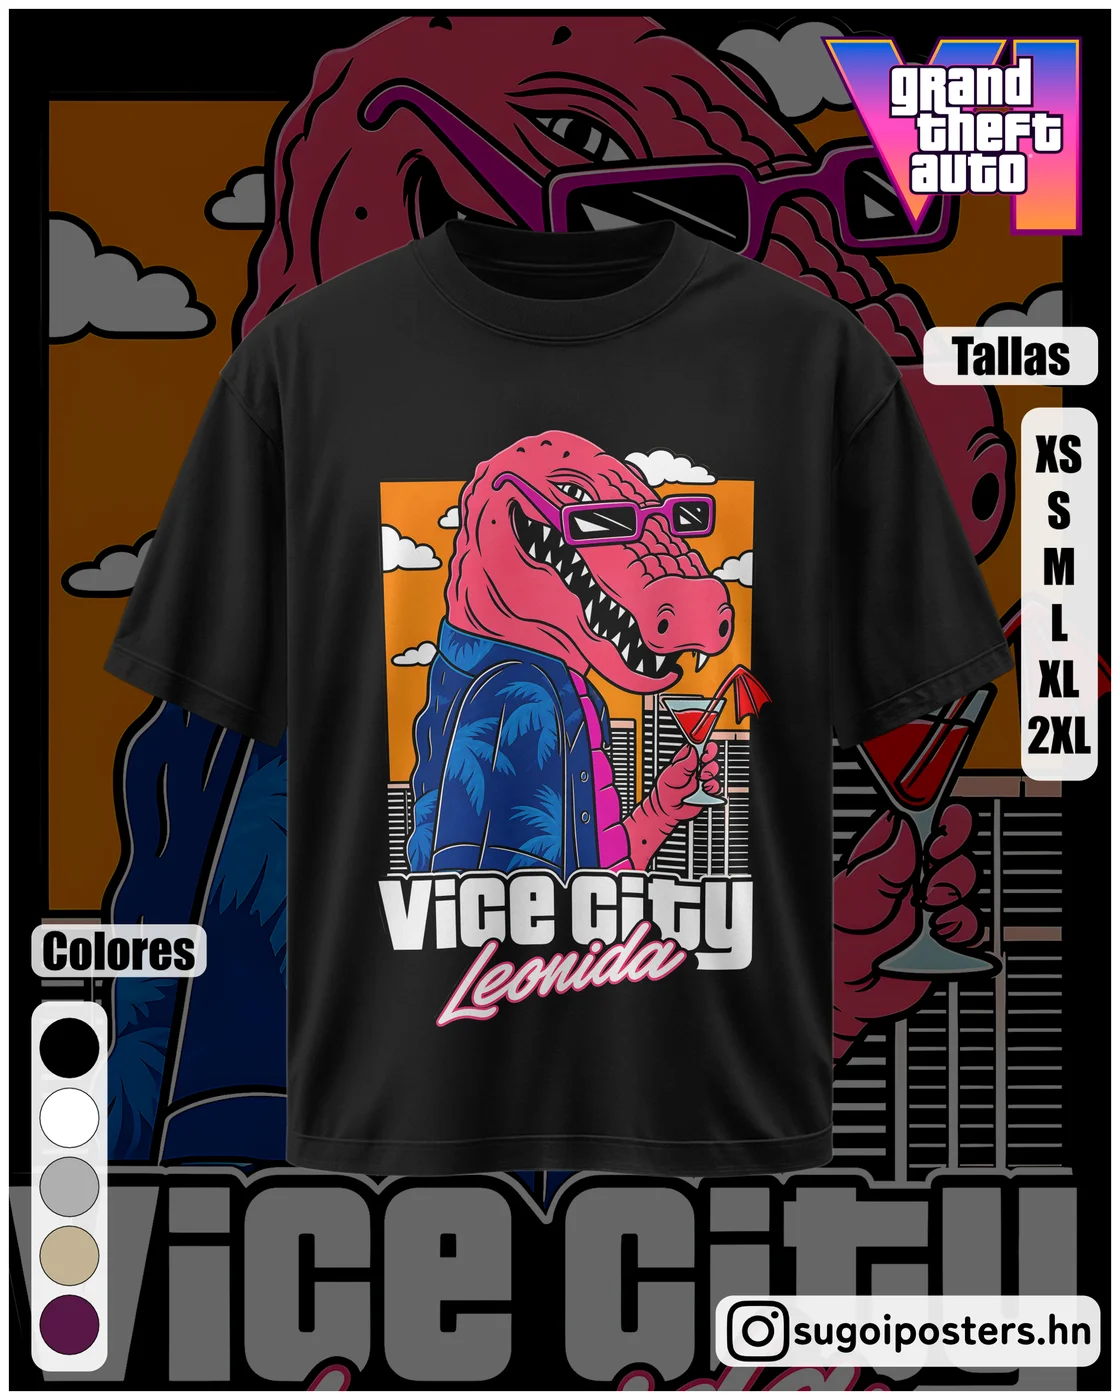 VI
grand
theft
auto
Tallas
XS
S
M
L
XL
2XL
Vice City
Leonida
Colores
Vice City
sugoiposters.hn